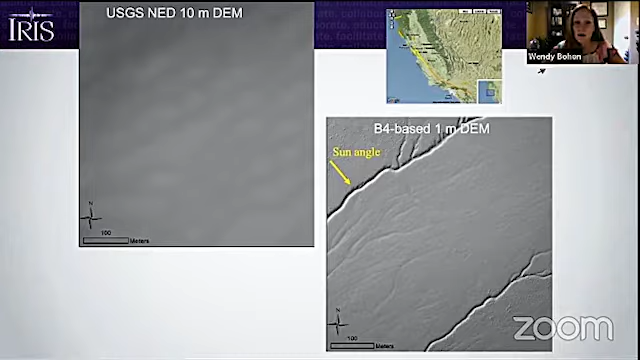 IRIS
USGS NED 10 m DEM
Wendy Bohon
B4-based 1 m DEM
Sun angle
N
100
Meters
N
100
Meters
zoom